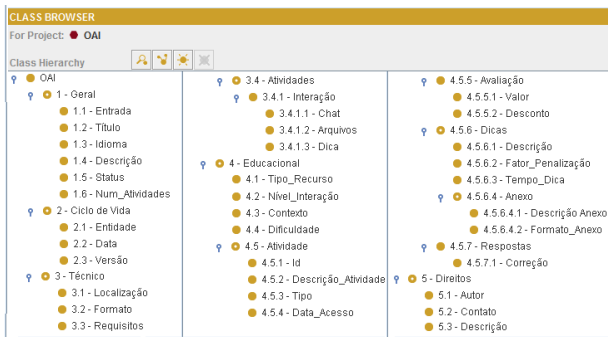 CLASS BROWSER
For Project: OAI
Class Hierarchy
OAI
1 - Geral
1.1 - Entrada
1.2 - Título
1.3 - Idioma
1.4 - Descrição
1.5 - Status
1.6 - Num_Atividades
2 - Ciclo de Vida
2.1 - Entidade
2.2 - Data
2.3 - Versão
3 - Técnico
3.1 - Localização
3.2 - Formato
3.3 - Requisitos
3.4 - Atividades
3.4.1 - Interação
3.4.1.1 - Chat
3.4.1.2 - Arquivos
3.4.1.3 - Dica
4 - Educacional
4.1 - Tipo_Recurso
4.2 - Nível_Interação
4.3 - Contexto
4.4 - Dificuldade
4.5 - Atividade
4.5.1 - Id
4.5.2 - Descrição_Atividade
4.5.3 - Tipo
4.5.4 - Data_Acesso
4.5.5 - Avaliação
4.5.5.1 - Valor
4.5.5.2 - Desconto
4.5.6 - Dicas
4.5.6.1 - Descrição
4.5.6.2 - Fator_Penalização
4.5.6.3 - Tempo_Dica
4.5.6.4 - Anexo
4.5.6.4.1 - Descrição Anexo
4.5.6.4.2 - Formato_Anexo
4.5.7 - Respostas
4.5.7.1 - Correção
5 - Direitos
5.1 - Autor
5.2 - Contato
5.3 - Descrição